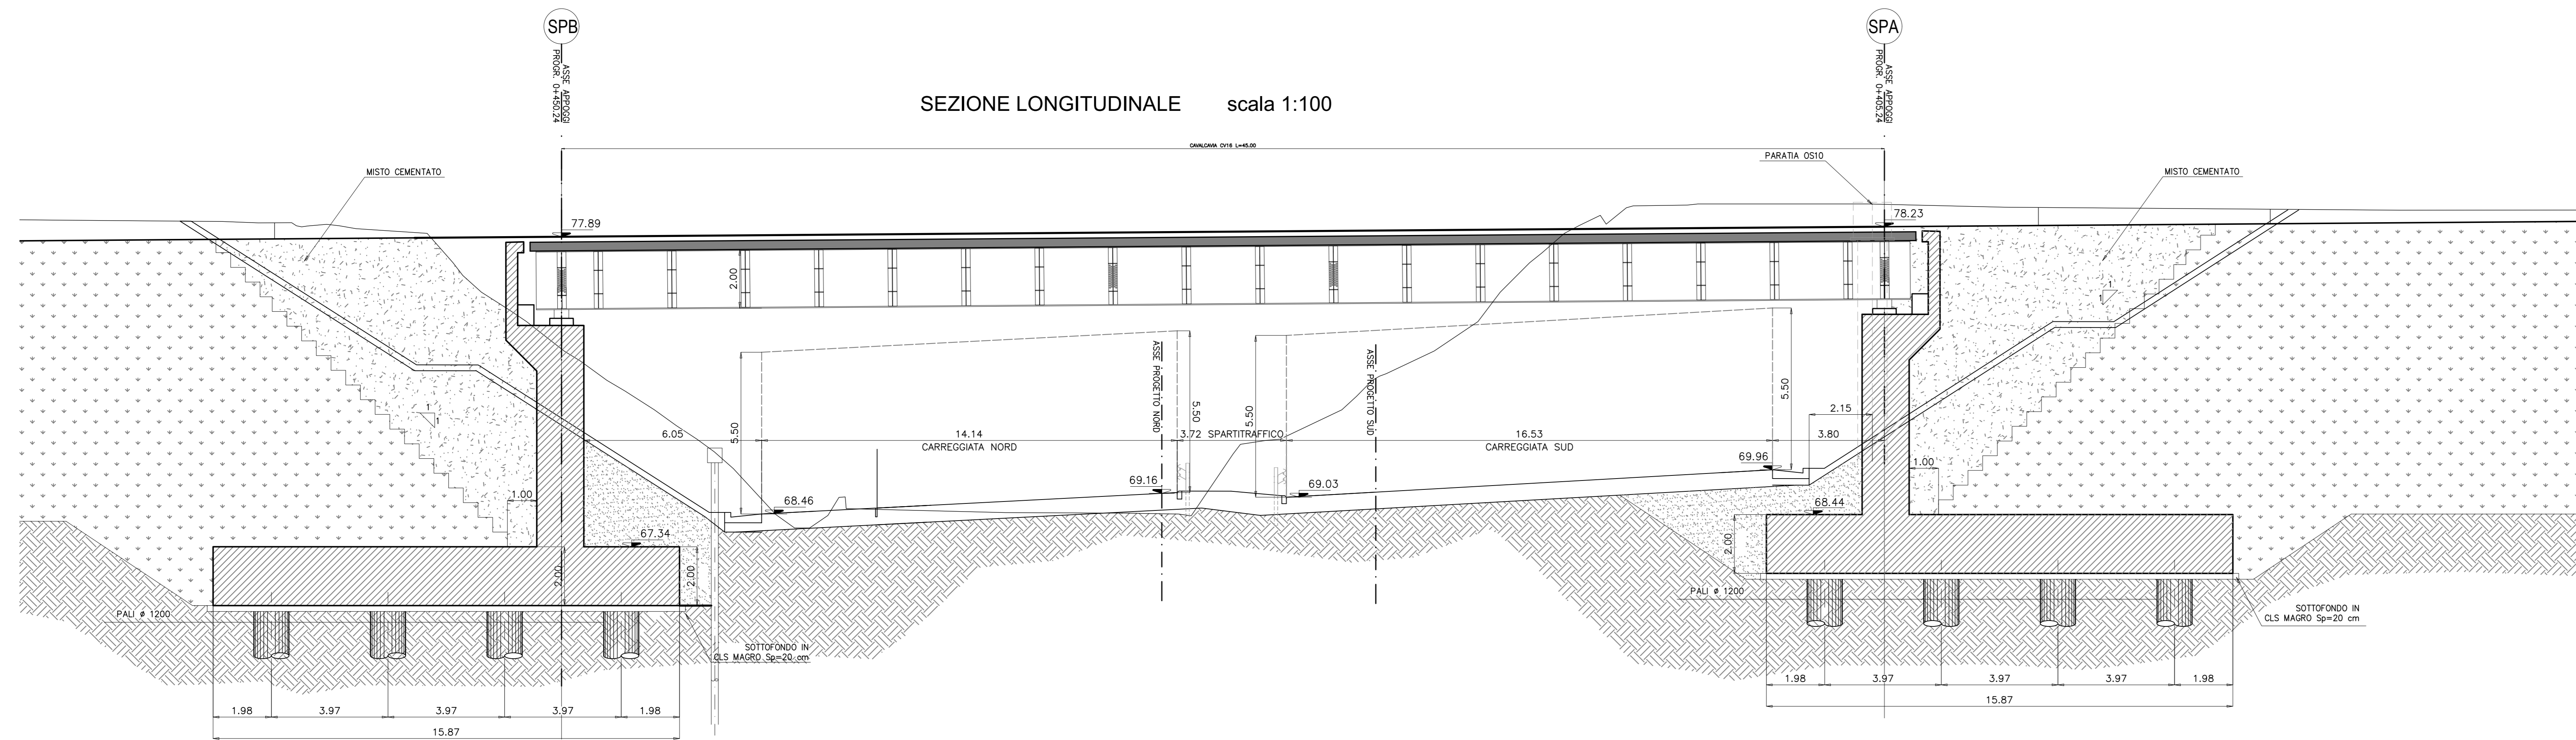 SPB
ASSE APPOGGI
PROGR. 0+450.24
SPA
ASSE APPOGGI
PROGR. 0+405.24
SEZIONE LONGITUDINALE scala 1:100
CAVALCAVIA CV16 L=45.00
PARATIA OS10
MISTO CEMENTATO
MISTO CEMENTATO
77.89
78.23
2.00
1
1
1
1
ASSE PROGETTO NORD
ASSE PROGETTO SUD
5.50
5.50
5.50
5.50
2.15
6.05
14.14
3.72 SPARTITRAFFICO
16.53
3.80
CARREGGIATA NORD
CARREGGIATA SUD
69.16
69.03
69.96
68.46
68.44
67.34
1.00
1.00
2.00
2.00
2.00
PALI ø 1200
PALI ø 1200
SOTTOFONDO IN
CLS MAGRO Sp=20 cm
SOTTOFONDO IN
CLS MAGRO Sp=20 cm
1.98 3.97 3.97 3.97 1.98
15.87
1.98 3.97 3.97 3.97 1.98
15.87